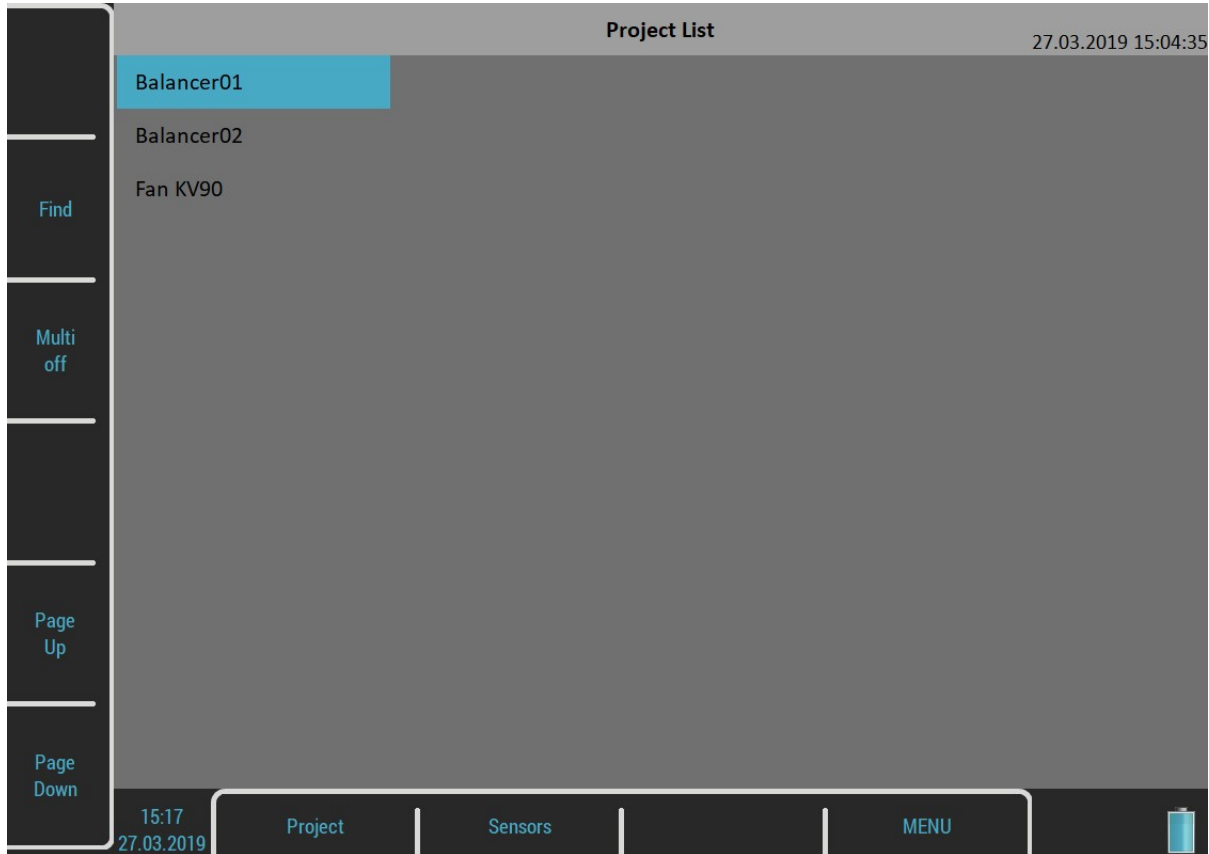 Project List
27.03.2019 15:04:35
Balancer01
Balancer02
Fan KV90
Find
Multi
off
Page
Up
Page
Down
15:17
27.03.2019
Project
Sensors
MENU